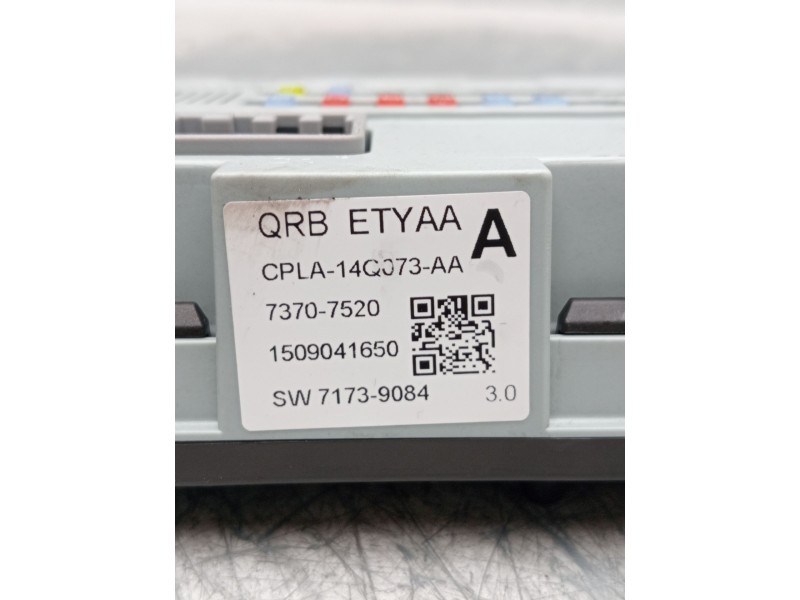 QRB ETYAA A
CPLA-14Q073-AA
7370-7520
1509041650
SW 7173-9084 3.0